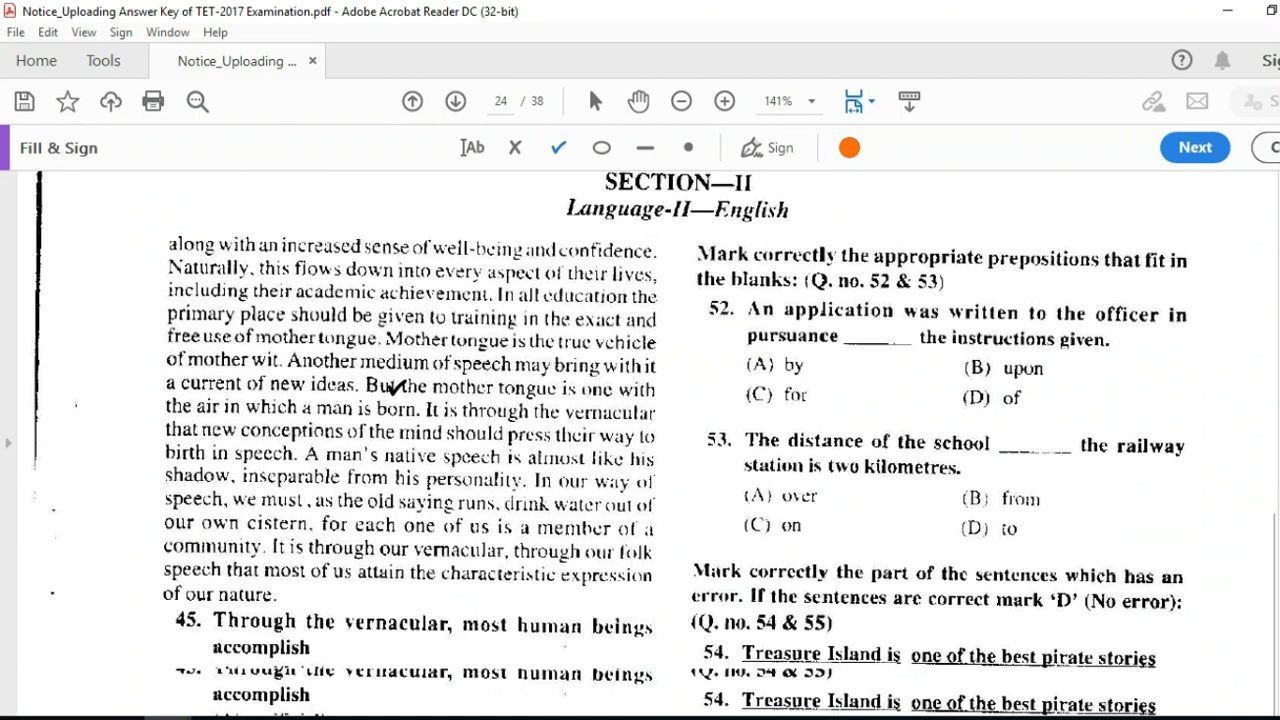 Notice_Uploading Answer Key of TET-2017 Examination.pdf - Adobe Acrobat Reader DC (32-bit)
File Edit View Sign Window Help
Home Tools Notice_Uploading ... ×
24 / 38 141%
Fill & Sign Ab Sign Next
SECTION—II
Language-II—English
along with an increased sense of well-being and confidence.
Naturally, this flows down into every aspect of their lives,
including their academic achievement. In all education the
primary place should be given to training in the exact and
free use of mother tongue. Mother tongue is the true vehicle
of mother wit. Another medium of speech may bring with it
a current of new ideas. But the mother tongue is one with
the air in which a man is born. It is through the vernacular
that new conceptions of the mind should press their way to
birth in speech. A man's native speech is almost like his
shadow, inseparable from his personality. In our way of
speech, we must, as the old saying runs, drink water out of
our own cistern, for each one of us is a member of a
community. It is through our vernacular, through our folk
speech that most of us attain the characteristic expression
of our nature.
45. Through the vernacular, most human beings
accomplish
45. Through the vernacular, most human beings
accomplish
Mark correctly the appropriate prepositions that fit in
the blanks: (Q. no. 52 & 53)
52. An application was written to the officer in
pursuance ______ the instructions given.
(A) by (B) upon
(C) for (D) of
53. The distance of the school ______ the railway
station is two kilometres.
(A) over (B) from
(C) on (D) to
Mark correctly the part of the sentences which has an
error. If the sentences are correct mark 'D' (No error):
(Q. no. 54 & 55)
54. Treasure Island is one of the best pirate stories
(Q. no. 54 & 55)
54. Treasure Island is one of the best pirate stories